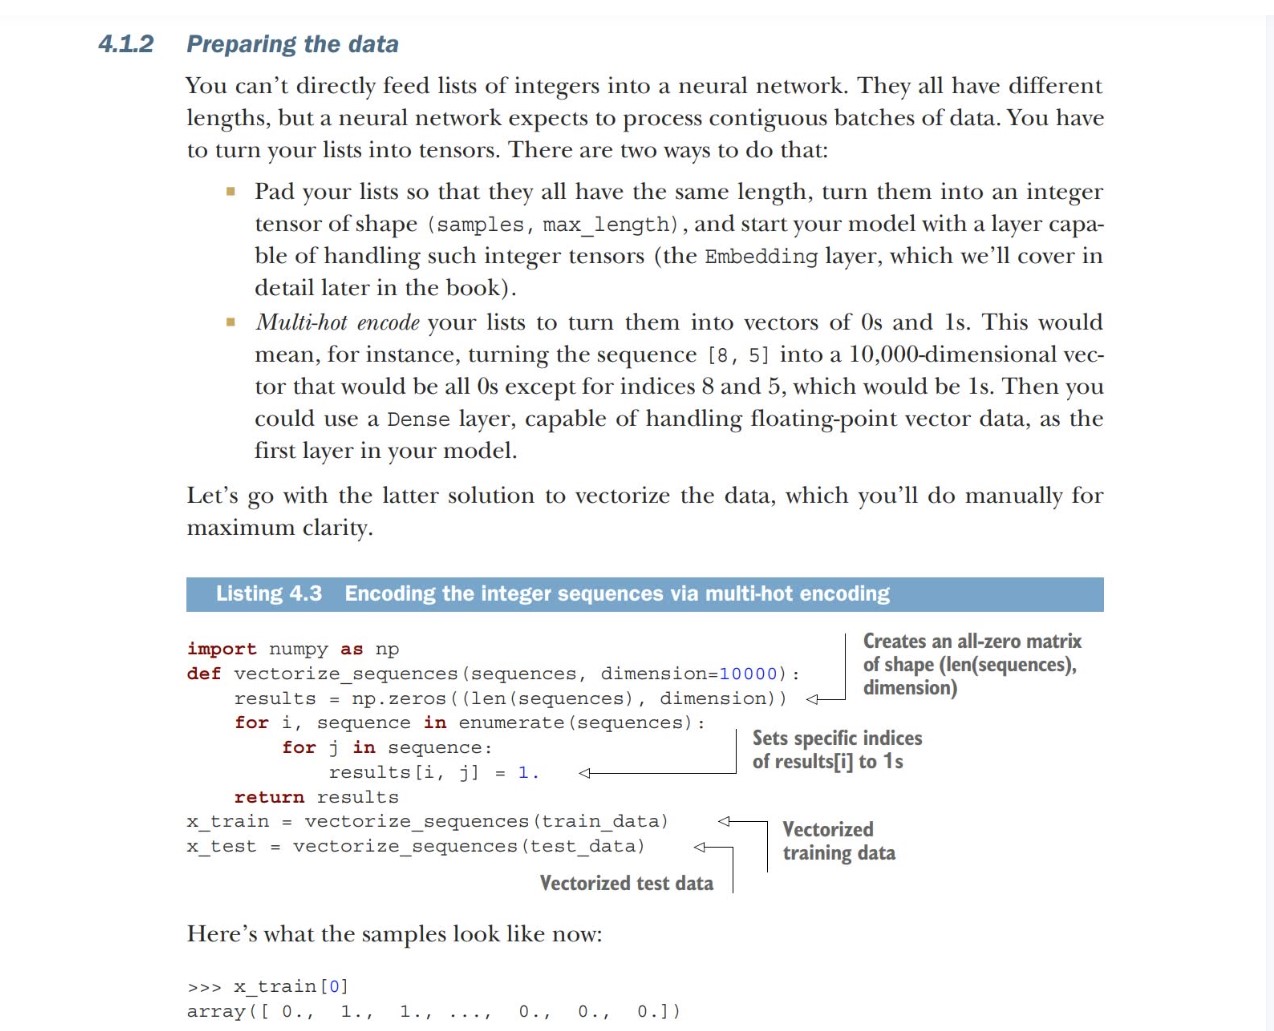 4.1.2 Preparing the data
You can't directly feed lists of integers into a neural network. They all have different
lengths, but a neural network expects to process contiguous batches of data. You have
to turn your lists into tensors. There are two ways to do that:
■ Pad your lists so that they all have the same length, turn them into an integer
tensor of shape (samples, max_length), and start your model with a layer capa-
ble of handling such integer tensors (the Embedding layer, which we'll cover in
detail later in the book).
■ Multi-hot encode your lists to turn them into vectors of 0s and 1s. This would
mean, for instance, turning the sequence [8, 5] into a 10,000-dimensional vec-
tor that would be all 0s except for indices 8 and 5, which would be 1s. Then you
could use a Dense layer, capable of handling floating-point vector data, as the
first layer in your model.
Let's go with the latter solution to vectorize the data, which you'll do manually for
maximum clarity.
Listing 4.3 Encoding the integer sequences via multi-hot encoding
import numpy as np
def vectorize_sequences(sequences, dimension=10000):
    results = np.zeros((len(sequences), dimension))
Creates an all-zero matrix
of shape (len(sequences),
dimension)
    for i, sequence in enumerate(sequences):
        for j in sequence:
            results[i, j] = 1.
Sets specific indices
of results[i] to 1s
    return results
x_train = vectorize_sequences(train_data)
Vectorized
training data
x_test = vectorize_sequences(test_data)
Vectorized test data
Here's what the samples look like now:
>>> x_train[0]
array([ 0., 1., 1., ..., 0., 0., 0.])